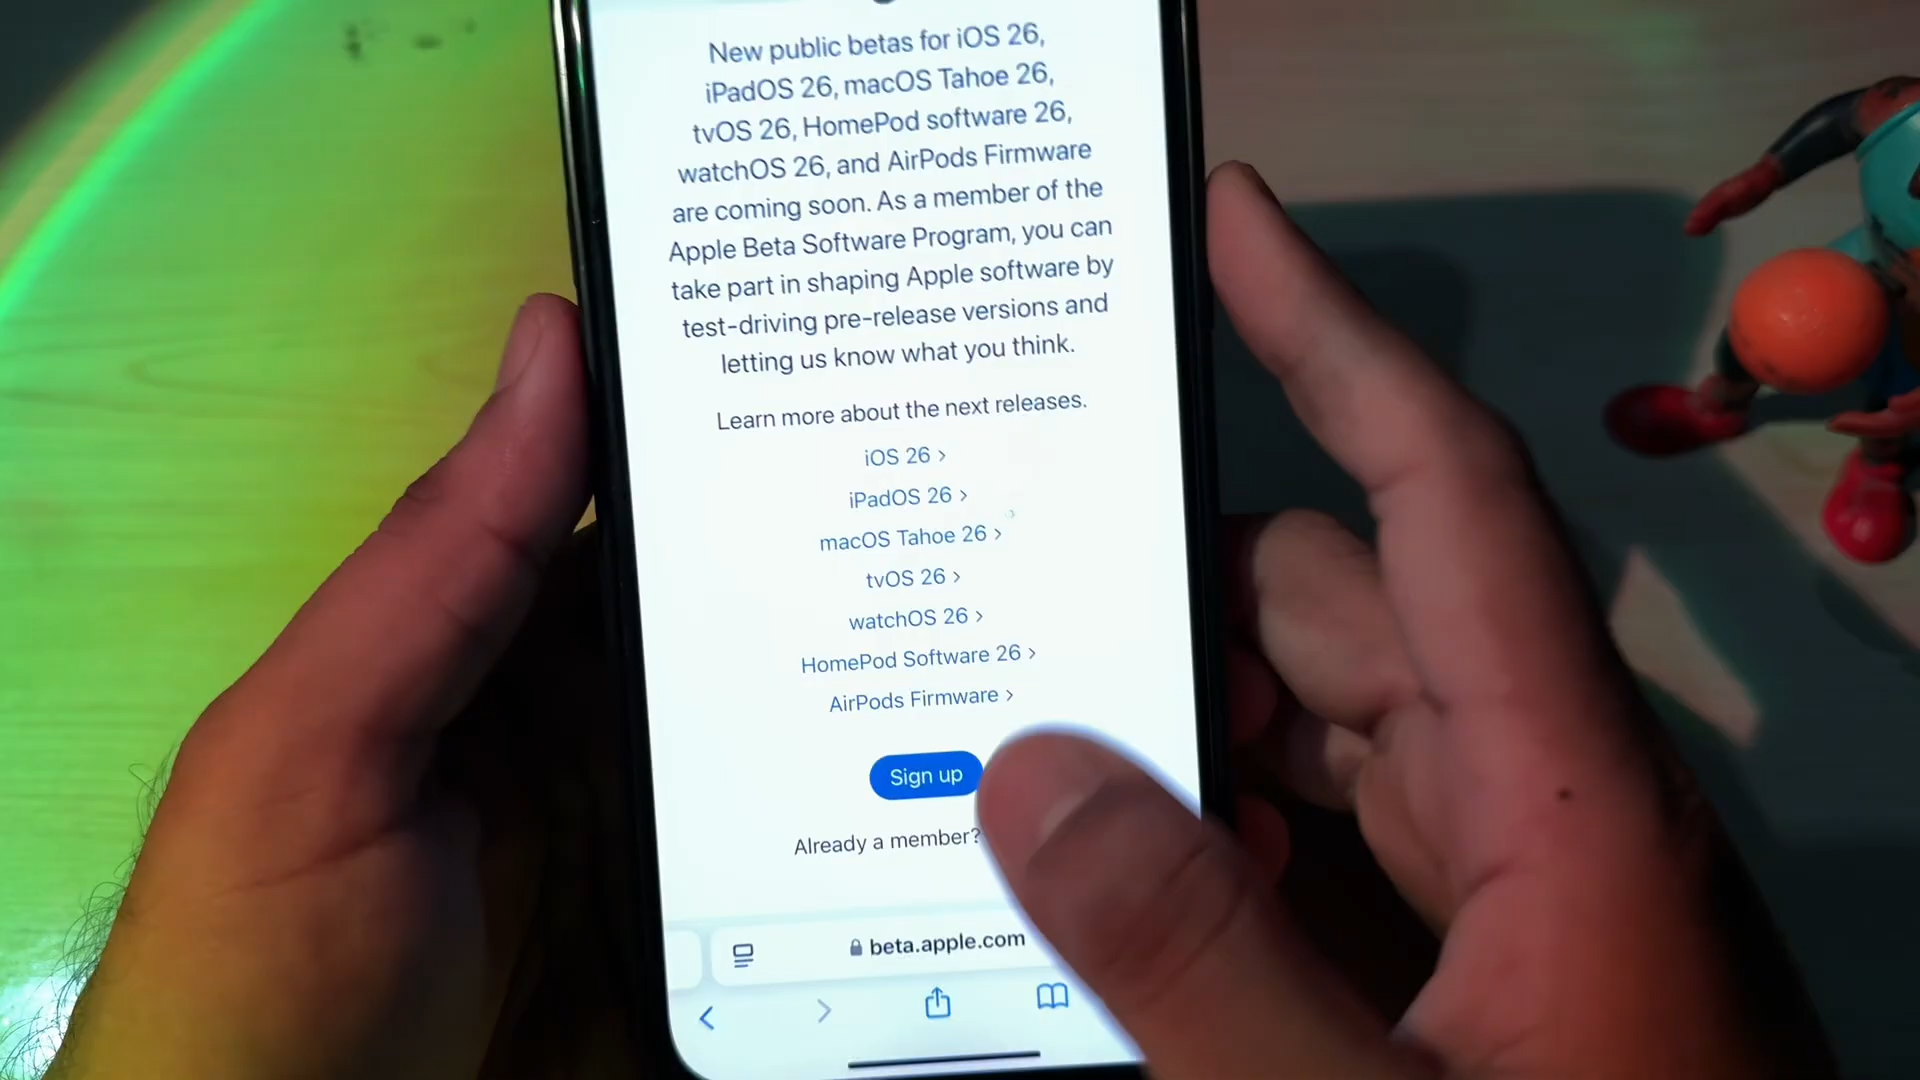 New public betas for iOS 26,
iPadOS 26, macOS Tahoe 26,
tvOS 26, HomePod software 26,
watchOS 26, and AirPods Firmware
are coming soon. As a member of the
Apple Beta Software Program, you can
take part in shaping Apple software by
test-driving pre-release versions and
letting us know what you think.
Learn more about the next releases.
iOS 26 >
iPadOS 26 >
macOS Tahoe 26 >
tvOS 26 >
watchOS 26 >
HomePod Software 26 >
AirPods Firmware >
Sign up
Already a member?
beta.apple.com